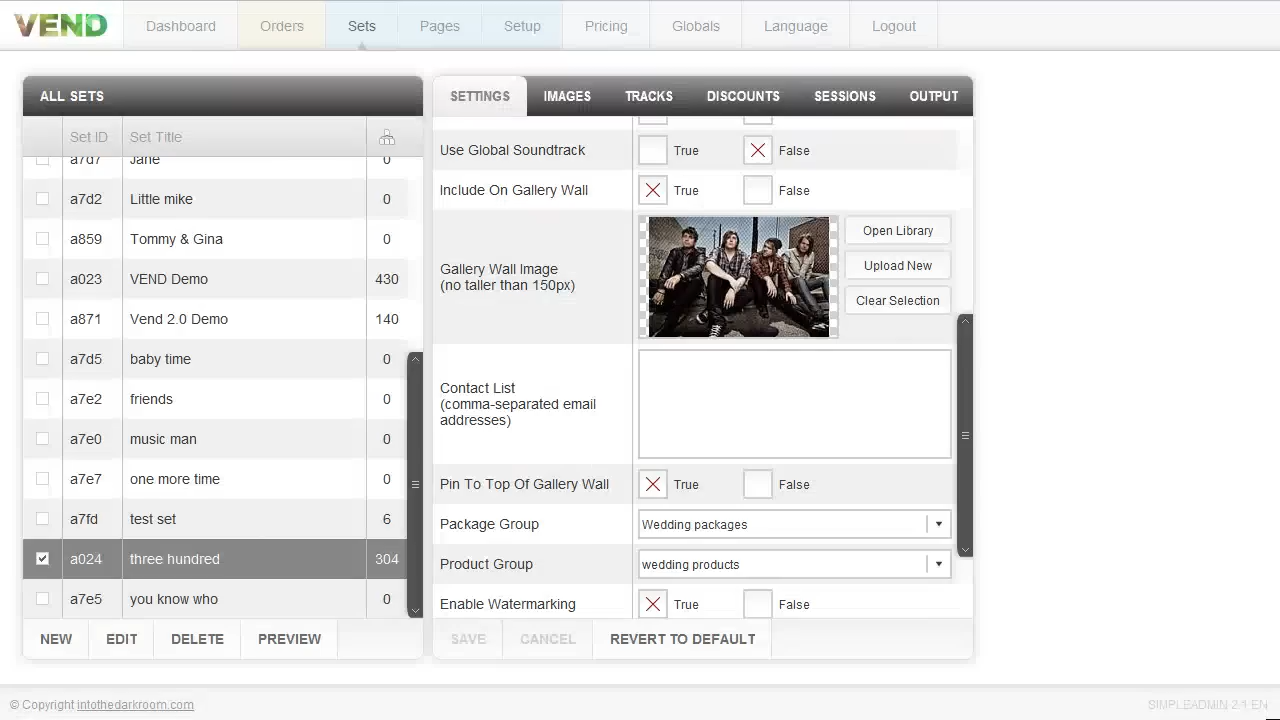 VEND
Dashboard
Orders
Sets
Pages
Setup
Pricing
Globals
Language
Logout
ALL SETS
Set ID Set Title
a7d7 Jane 0
a7d2 Little mike 0
a859 Tommy & Gina 0
a023 VEND Demo 430
a871 Vend 2.0 Demo 140
a7d5 baby time 0
a7e2 friends 0
a7e0 music man 0
a7e7 one more time 0
a7fd test set 6
a024 three hundred 304
a7e5 you know who 0
NEW EDIT DELETE PREVIEW
SETTINGS IMAGES TRACKS DISCOUNTS SESSIONS OUTPUT
Use Global Soundtrack True False
Include On Gallery Wall True False
Gallery Wall Image
(no taller than 150px)
Open Library
Upload New
Clear Selection
Contact List
(comma-separated email
addresses)
Pin To Top Of Gallery Wall True False
Package Group Wedding packages
Product Group wedding products
Enable Watermarking True False
SAVE CANCEL REVERT TO DEFAULT
© Copyright intothedarkroom.com
SIMPLEADMIN 2.1 EN